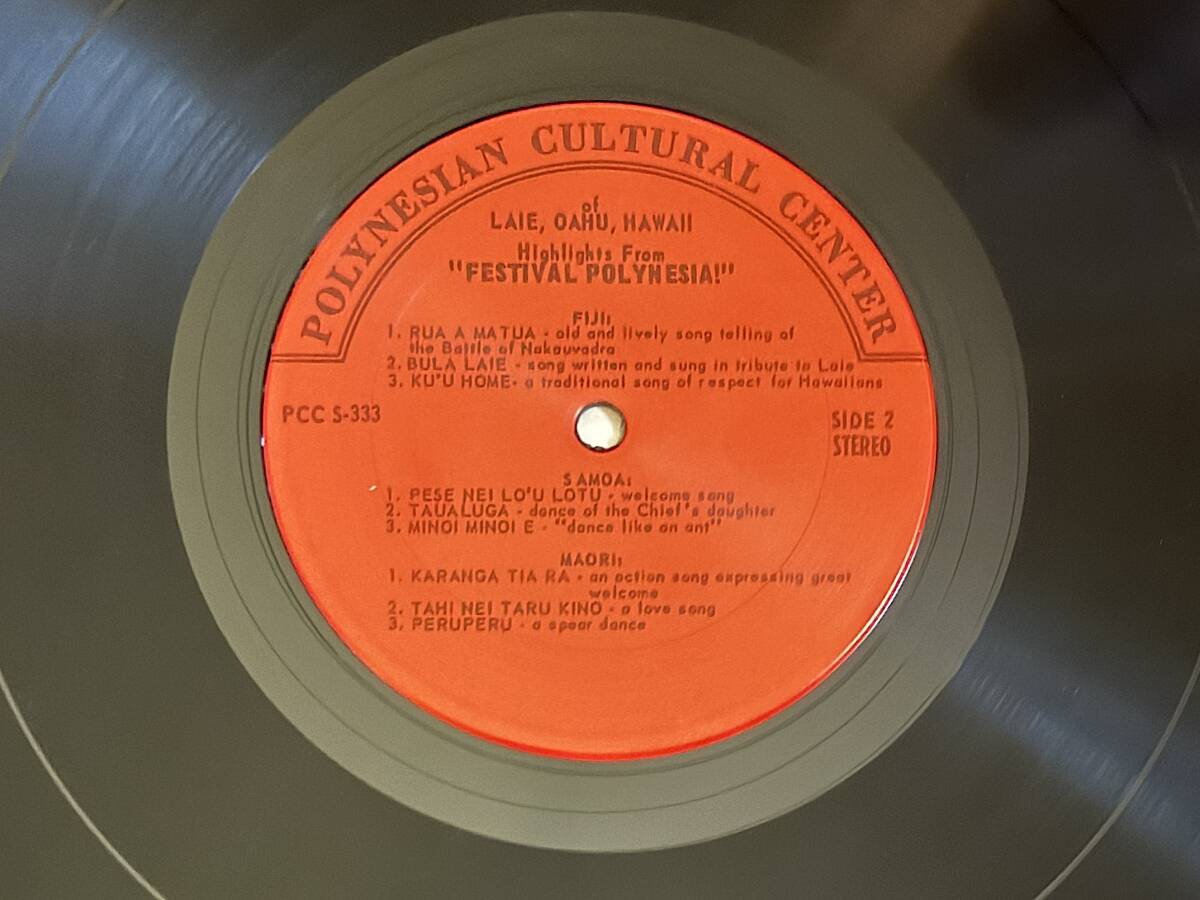 POLYNESIAN CULTURAL CENTER
of
LAIE, OAHU, HAWAII
Highlights From
"FESTIVAL POLYNESIA!"
FIJI:
1. RUA A MATUA - old and lively song telling of
the Battle of Nakauvadra
2. BULA LAIE - song written and sung in tribute to Laie
3. KU'U HOME - a traditional song of respect for Hawaiians
PCC S-333
SIDE 2
STEREO
SAMOA:
1. PESE NEI LO'U LOTU - welcome song
2. TAUALUGA - dance of the Chief's daughter
3. MINOI MINOI E - "dance like an ant"
MAORI:
1. KARANGA TIA RA - an action song expressing great
welcome
2. TAHI NEI TARU KINO - a love song
3. PERUPERU - a spear dance